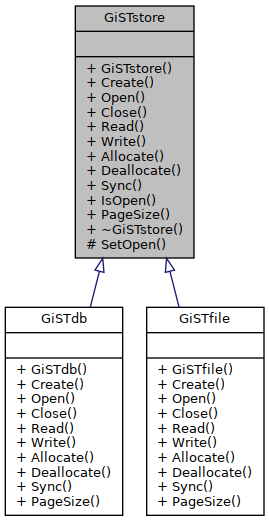 GiSTstore
+ GiSTstore()
+ Create()
+ Open()
+ Close()
+ Read()
+ Write()
+ Allocate()
+ Deallocate()
+ Sync()
+ IsOpen()
+ PageSize()
+ ~GiSTstore()
# SetOpen()
GiSTdb
+ GiSTdb()
+ Create()
+ Open()
+ Close()
+ Read()
+ Write()
+ Allocate()
+ Deallocate()
+ Sync()
+ PageSize()
GiSTfile
+ GiSTfile()
+ Create()
+ Open()
+ Close()
+ Read()
+ Write()
+ Allocate()
+ Deallocate()
+ Sync()
+ PageSize()